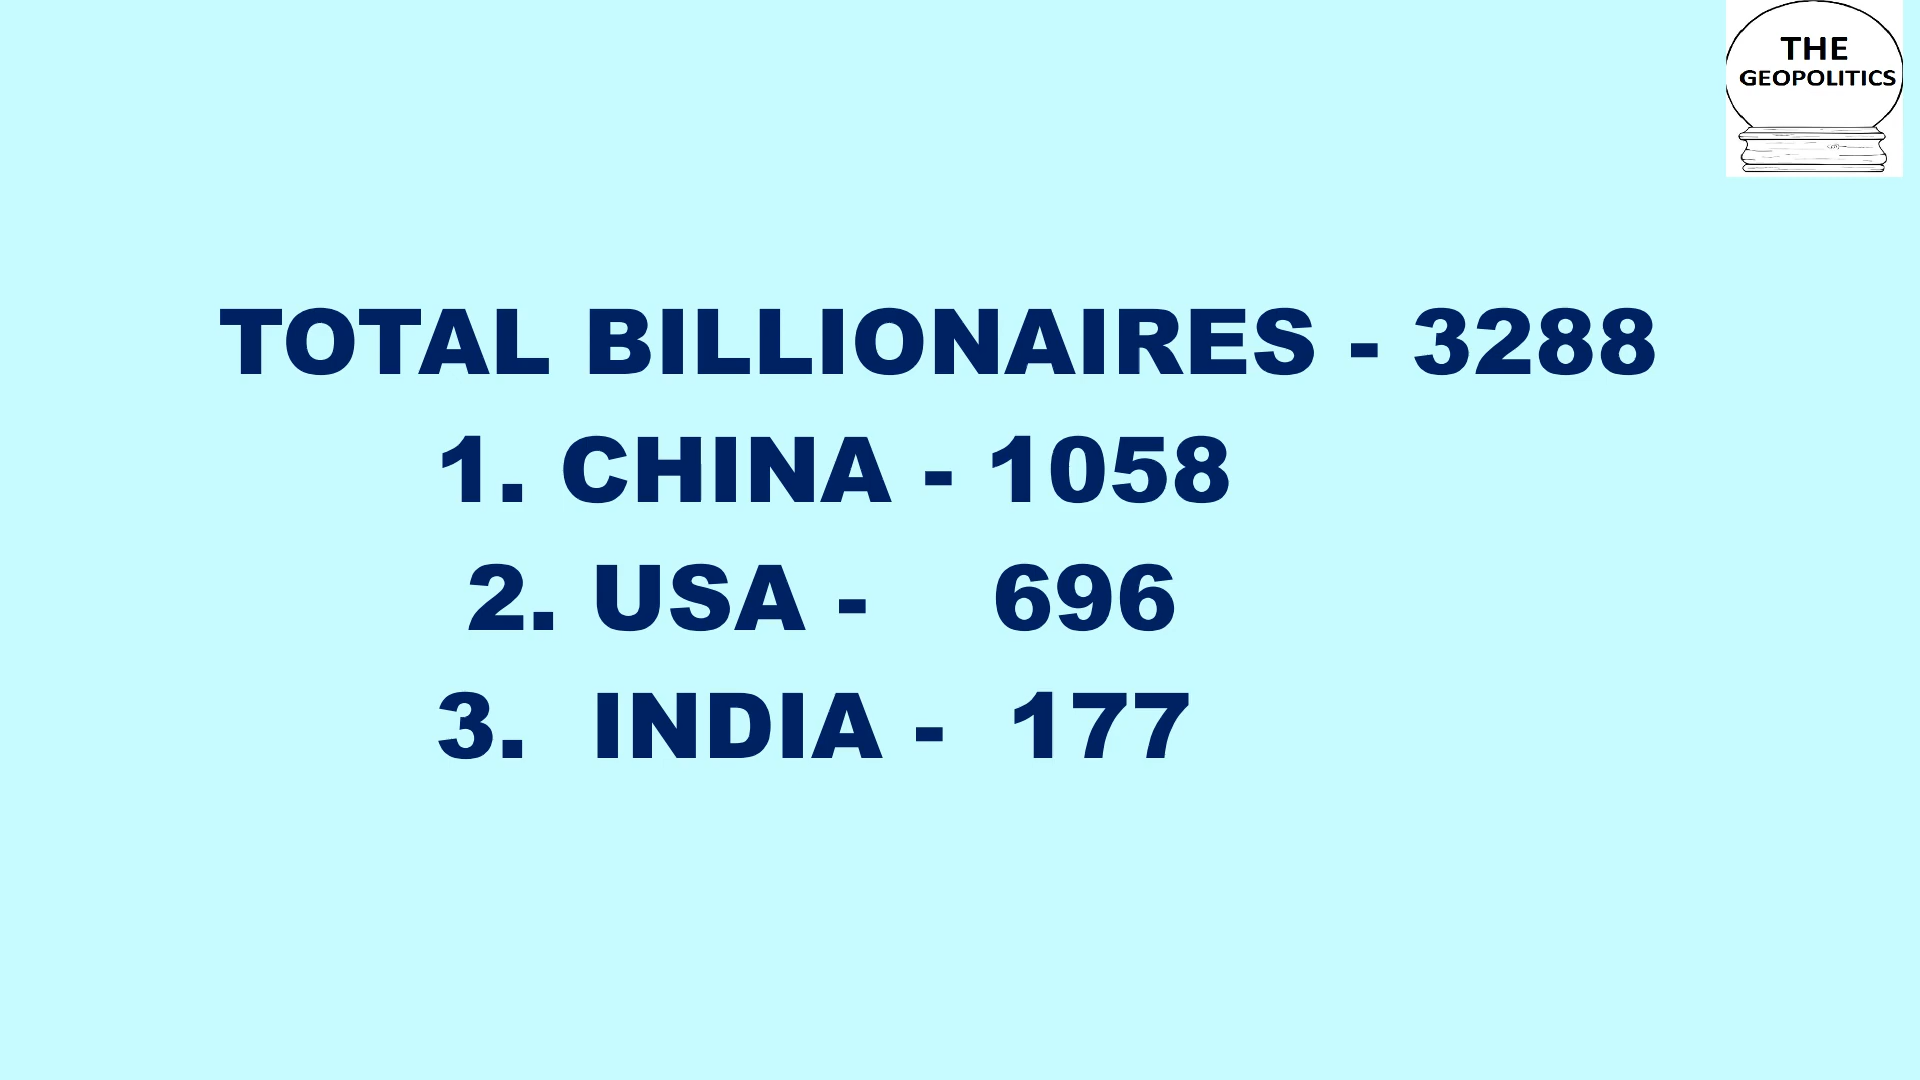 THE
GEOPOLITICS
TOTAL BILLIONAIRES - 3288
1. CHINA - 1058
2. USA - 696
3. INDIA - 177